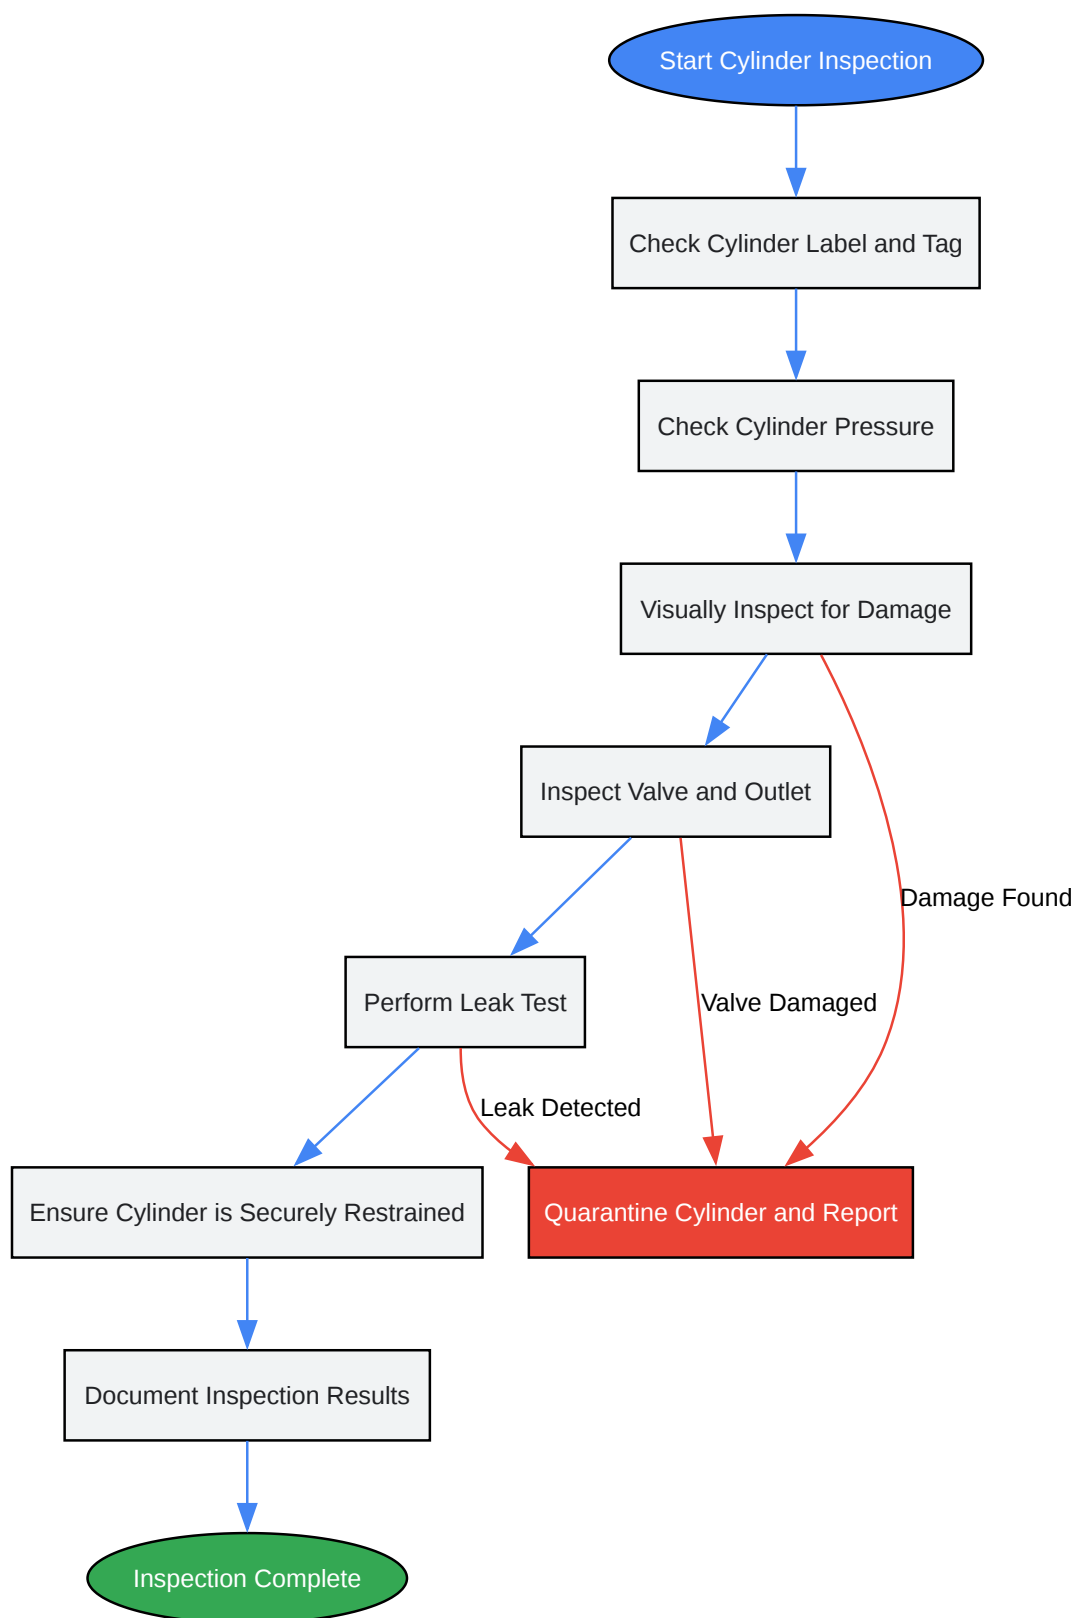 Start Cylinder Inspection
Check Cylinder Label and Tag
Check Cylinder Pressure
Visually Inspect for Damage
Inspect Valve and Outlet
Damage Found
Perform Leak Test
Valve Damaged
Leak Detected
Ensure Cylinder is Securely Restrained
Quarantine Cylinder and Report
Document Inspection Results
Inspection Complete